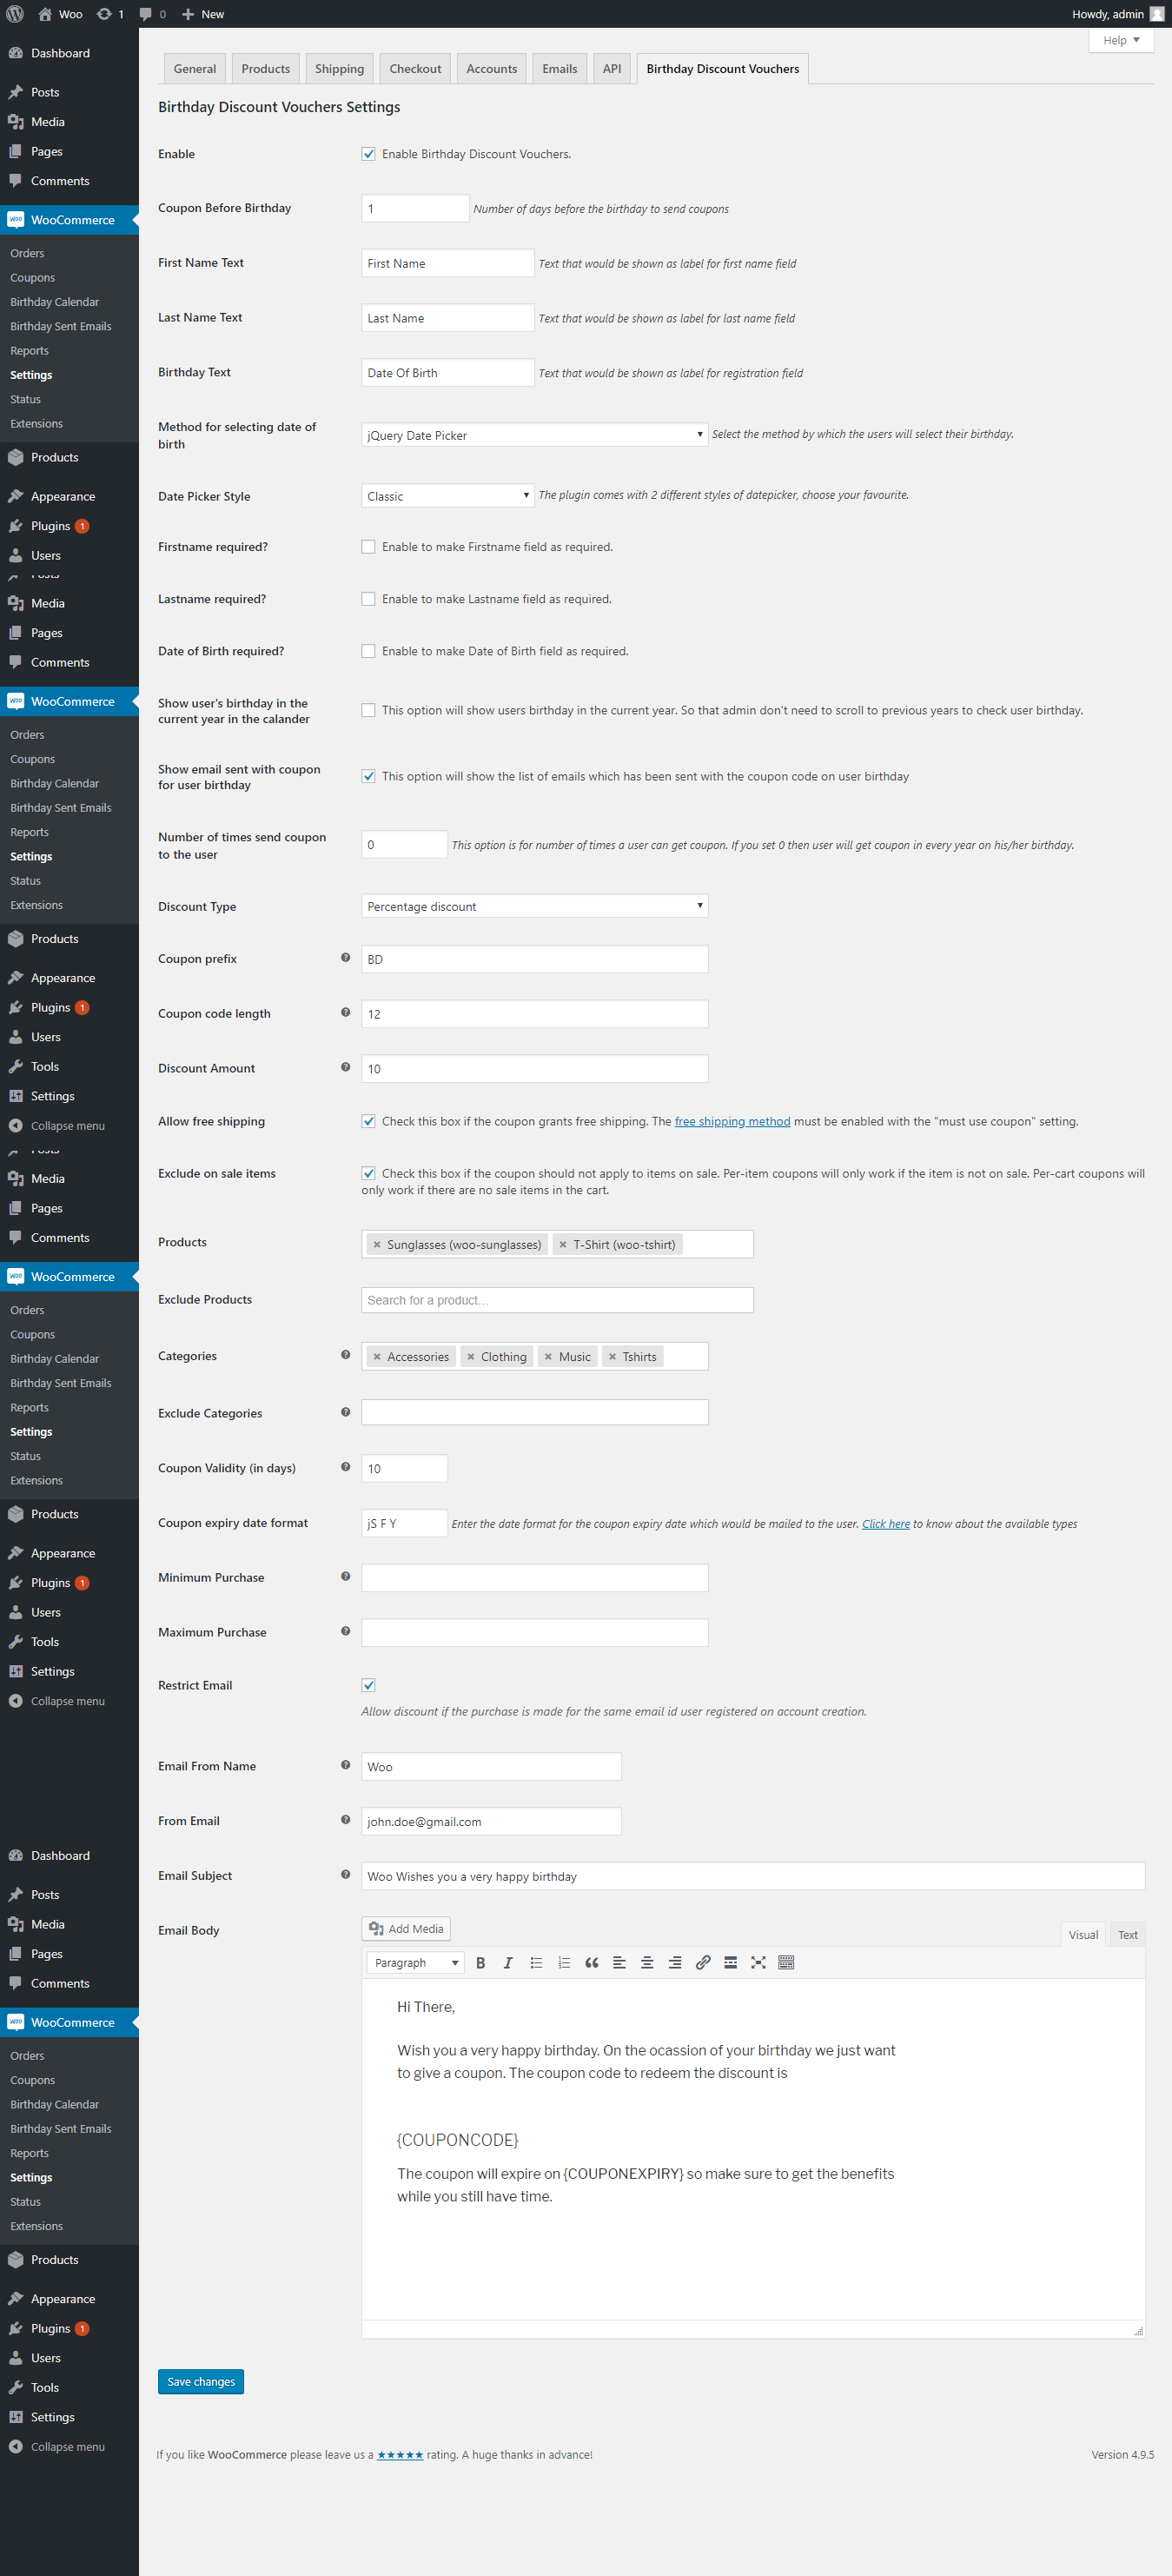 Woo 1 0 New Howdy, admin
Help
Dashboard
Posts
Media
Pages
Comments
WooCommerce
Orders
Coupons
Birthday Calendar
Birthday Sent Emails
Reports
Settings
Status
Extensions
Products
Appearance
Plugins 1
Users
Posts
Media
Pages
Comments
WooCommerce
Orders
Coupons
Birthday Calendar
Birthday Sent Emails
Reports
Settings
Status
Extensions
Products
Appearance
Plugins 1
Users
Tools
Settings
Collapse menu
Posts
Media
Pages
Comments
WooCommerce
Orders
Coupons
Birthday Calendar
Birthday Sent Emails
Reports
Settings
Status
Extensions
Products
Appearance
Plugins 1
Users
Tools
Settings
Collapse menu
Dashboard
Posts
Media
Pages
Comments
WooCommerce
Orders
Coupons
Birthday Calendar
Birthday Sent Emails
Reports
Settings
Status
Extensions
Products
Appearance
Plugins 1
Users
Tools
Settings
Collapse menu
General Products Shipping Checkout Accounts Emails API Birthday Discount Vouchers
Birthday Discount Vouchers Settings
Enable Enable Birthday Discount Vouchers.
Coupon Before Birthday 1 Number of days before the birthday to send coupons
First Name Text First Name Text that would be shown as label for first name field
Last Name Text Last Name Text that would be shown as label for last name field
Birthday Text Date Of Birth Text that would be shown as label for registration field
Method for selecting date of
birth
jQuery Date Picker Select the method by which the users will select their birthday.
Date Picker Style Classic The plugin comes with 2 different styles of datepicker, choose your favourite.
Firstname required? Enable to make Firstname field as required.
Lastname required? Enable to make Lastname field as required.
Date of Birth required? Enable to make Date of Birth field as required.
Show user's birthday in the
current year in the calander
This option will show users birthday in the current year. So that admin don't need to scroll to previous years to check user birthday.
Show email sent with coupon
for user birthday
This option will show the list of emails which has been sent with the coupon code on user birthday
Number of times send coupon
to the user
0 This option is for number of times a user can get coupon. If you set 0 then user will get coupon in every year on his/her birthday.
Discount Type Percentage discount
Coupon prefix BD
Coupon code length 12
Discount Amount 10
Allow free shipping Check this box if the coupon grants free shipping. The free shipping method must be enabled with the "must use coupon" setting.
Exclude on sale items Check this box if the coupon should not apply to items on sale. Per-item coupons will only work if the item is not on sale. Per-cart coupons will
only work if there are no sale items in the cart.
Products × Sunglasses (woo-sunglasses) × T-Shirt (woo-tshirt)
Exclude Products Search for a product…
Categories × Accessories × Clothing × Music × Tshirts
Exclude Categories
Coupon Validity (in days) 10
Coupon expiry date format jS F Y Enter the date format for the coupon expiry date which would be mailed to the user. Click here to know about the available types
Minimum Purchase
Maximum Purchase
Restrict Email
Allow discount if the purchase is made for the same email id user registered on account creation.
Email From Name Woo
From Email john.doe@gmail.com
Email Subject Woo Wishes you a very happy birthday
Email Body Add Media Visual Text
Paragraph B I
Hi There,
Wish you a very happy birthday. On the ocassion of your birthday we just want
to give a coupon. The coupon code to redeem the discount is
{COUPONCODE}
The coupon will expire on {COUPONEXPIRY} so make sure to get the benefits
while you still have time.
Save changes
If you like WooCommerce please leave us a ★★★★★ rating. A huge thanks in advance! Version 4.9.5